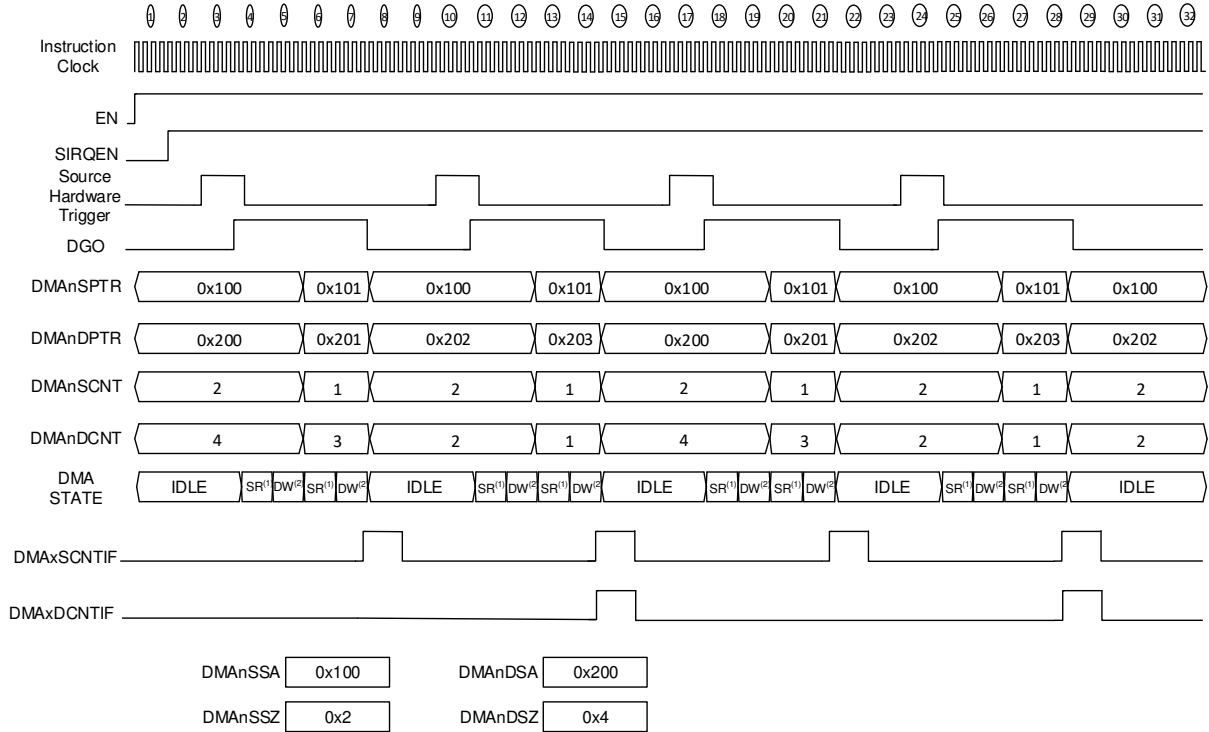 1 2 3 4 5 6 7 8 9 10 11 12 13 14 15 16 17 18 19 20 21 22 23 24 25 26 27 28 29 30 31 32
Instruction
Clock
EN
SIRQEN
Source
Hardware
Trigger
DGO
DMAnSPTR 0x100 0x101 0x100 0x101 0x100 0x101 0x100 0x101 0x100
DMAnDPTR 0x200 0x201 0x202 0x203 0x200 0x201 0x202 0x203 0x202
DMAnSCNT 2 1 2 1 2 1 2 1 2
DMAnDCNT 4 3 2 1 4 3 2 1 2
DMA
STATE IDLE SR(1) DW(2 SR(1) DW(2 IDLE SR(1) DW(2 SR(1) DW(2 IDLE SR(1) DW(2 SR(1) DW(2 IDLE SR(1) DW(2 SR(1) DW(2 IDLE
DMAxSCNTIF
DMAxDCNTIF
DMAnSSA 0x100 DMAnDSA 0x200
DMAnSSZ 0x2 DMAnDSZ 0x4